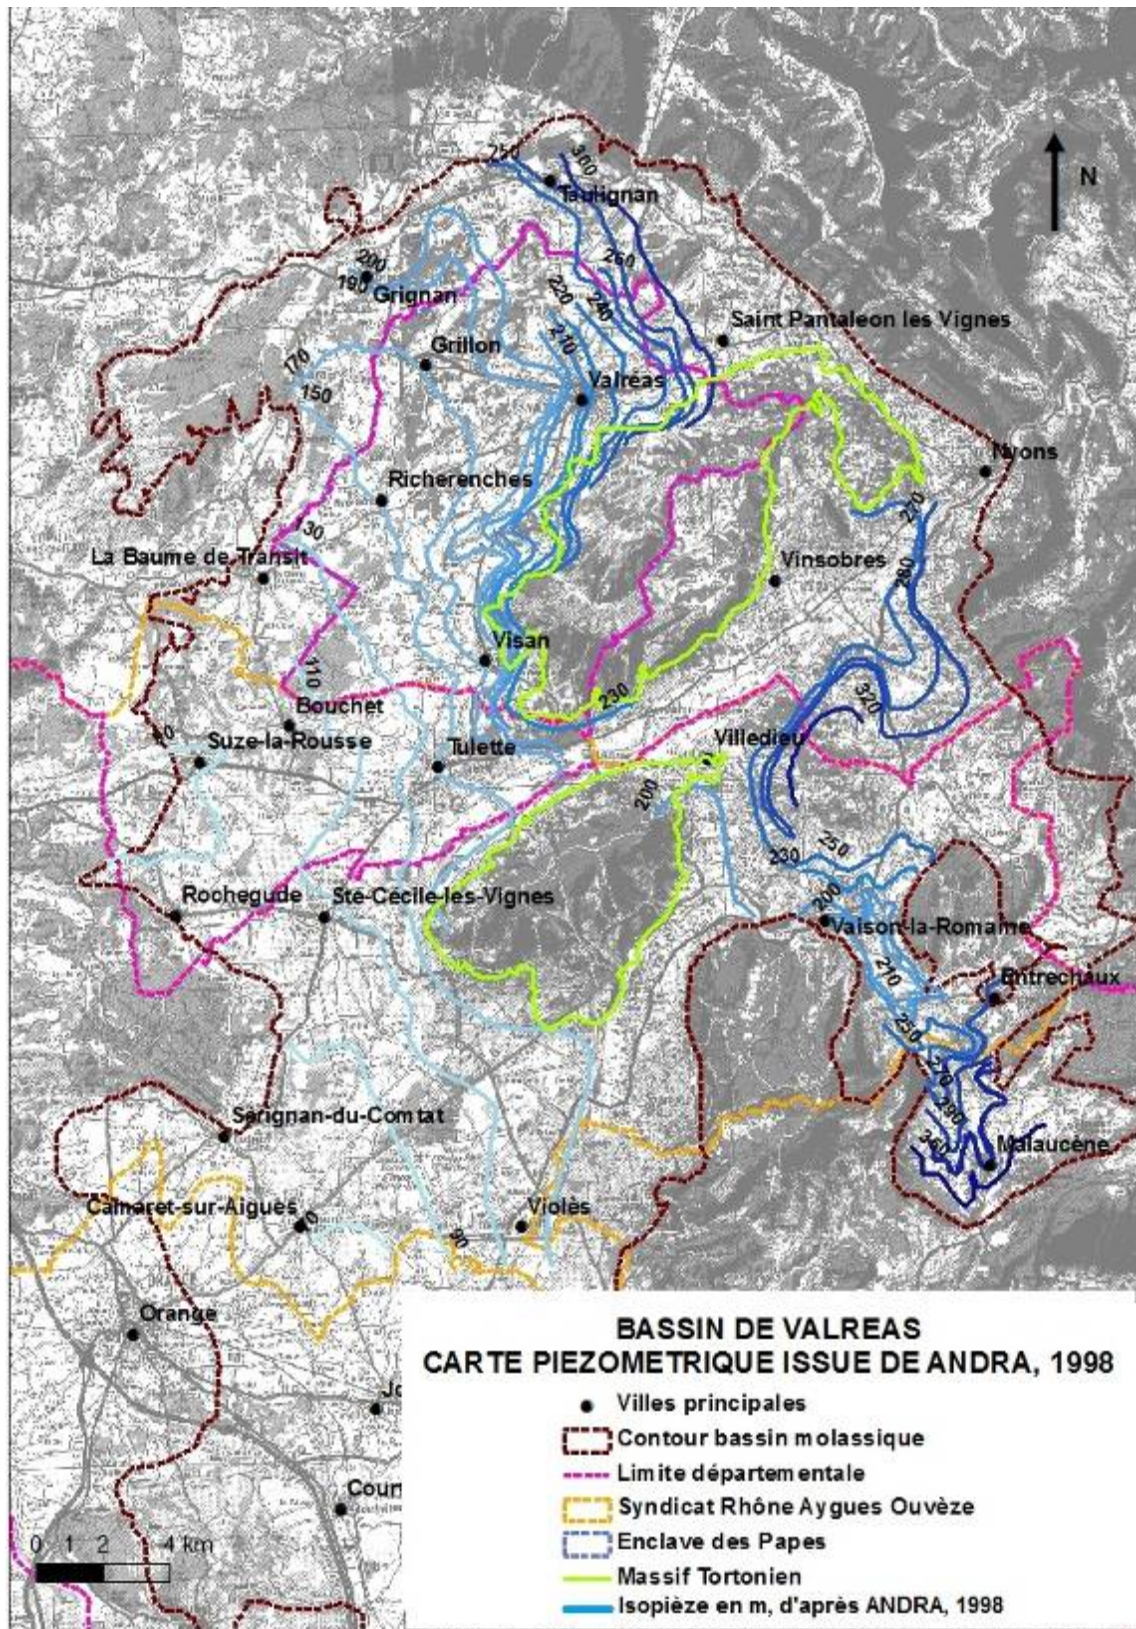 250
300
Taulignan
N
200
190
Grignan
260
220
240
210
Saint Pantaleon les Vignes
Grillon
170
150
Valréas
Nyons
Richerenches
270
130
La Baume de Transit
Vinsobres
280
Visan
110
230
320
Bouchet
Suze-la-Rousse
Tulette
Villedieu
200
230
250
Rochegude
Ste-Cécile-les-Vignes
200
Vaison-la-Romaine
210
Entrechaux
250
270
290
Sérignan-du-Comtat
350
Malaucène
Camaret-sur-Aigues
Violès
90
Orange
BASSIN DE VALREAS
CARTE PIEZOMETRIQUE ISSUE DE ANDRA, 1998
Villes principales
Contour bassin molassique
Limite départementale
Syndicat Rhône Aygues Ouvèze
Enclave des Papes
Massif Tortonien
Isopièze en m, d'après ANDRA, 1998
0 1 2 4 km